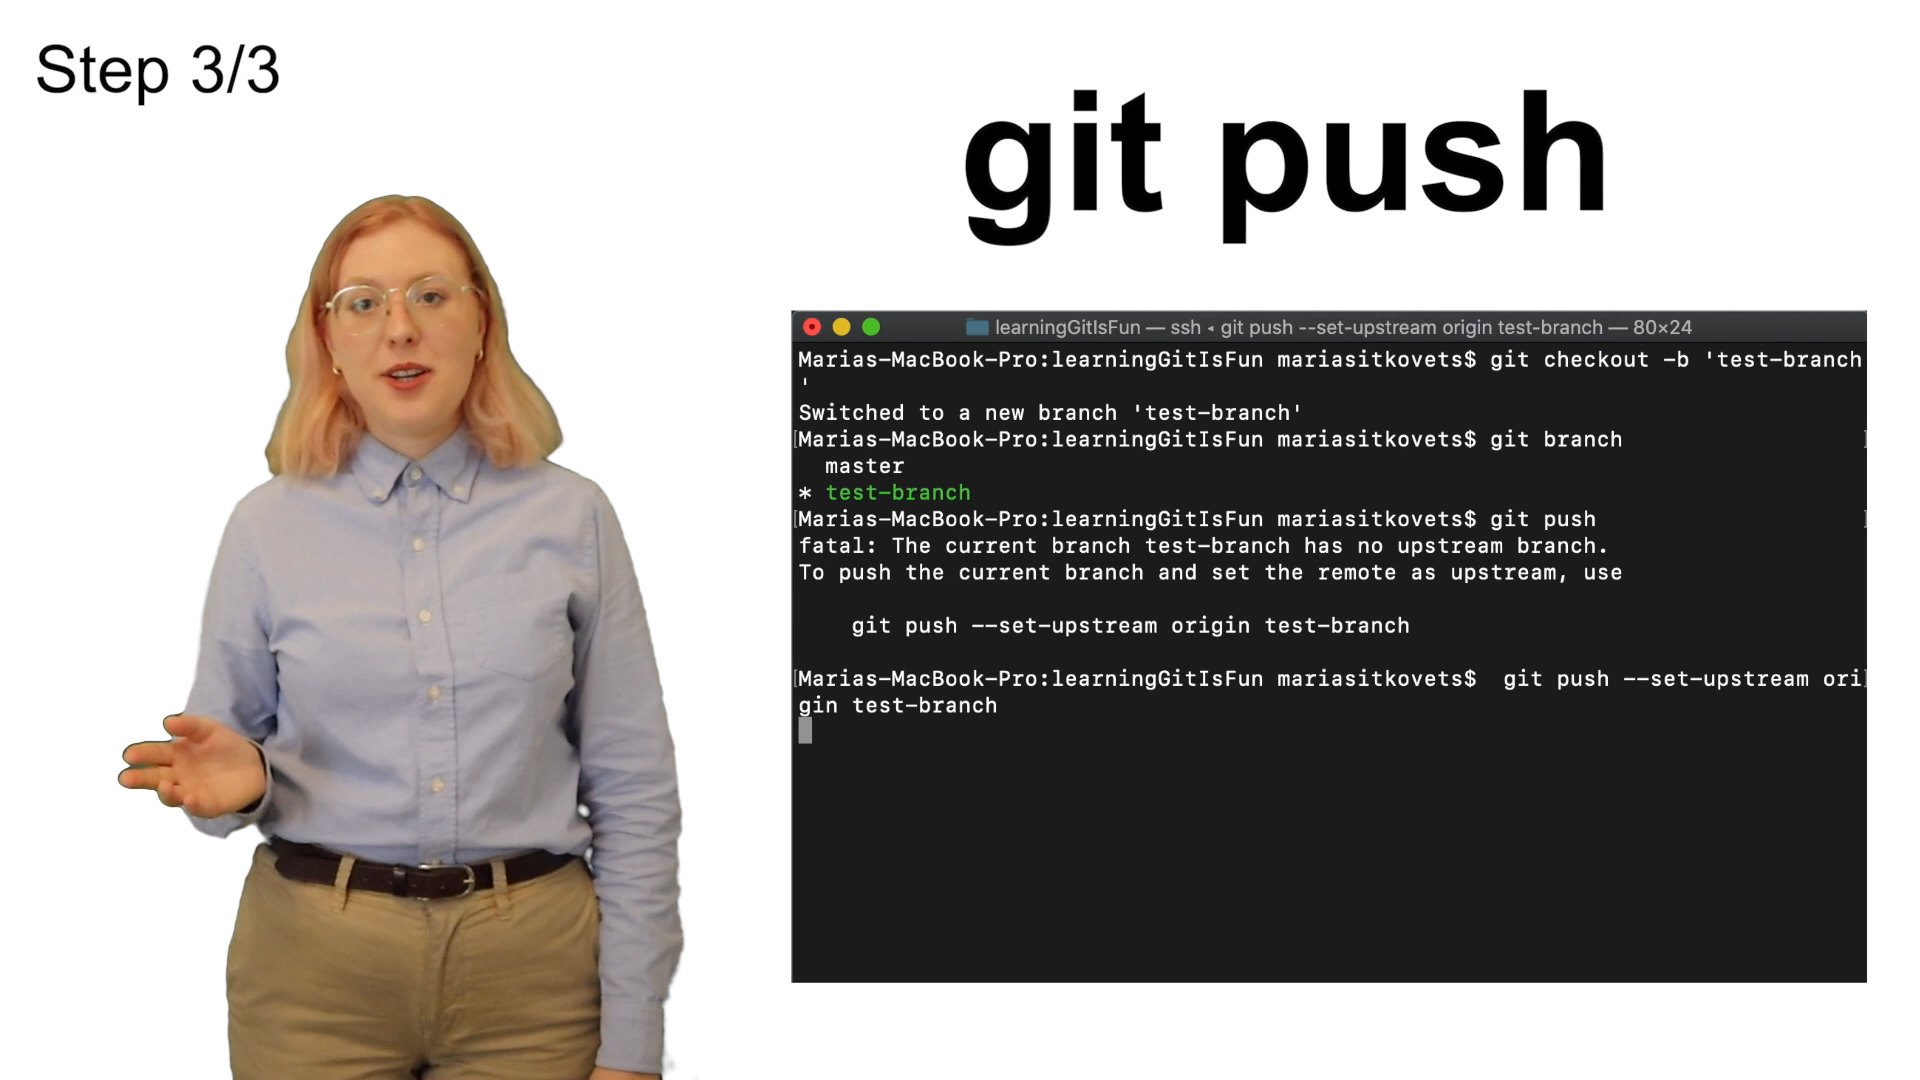 Step 3/3
git push
learningGitIsFun — ssh ◂ git push --set-upstream origin test-branch — 80×24
Marias-MacBook-Pro:learningGitIsFun mariasitkovets$ git checkout -b 'test-branch
'
Switched to a new branch 'test-branch'
[Marias-MacBook-Pro:learningGitIsFun mariasitkovets$ git branch ]
master
* test-branch
[Marias-MacBook-Pro:learningGitIsFun mariasitkovets$ git push ]
fatal: The current branch test-branch has no upstream branch.
To push the current branch and set the remote as upstream, use
git push --set-upstream origin test-branch
[Marias-MacBook-Pro:learningGitIsFun mariasitkovets$  git push --set-upstream ori]
gin test-branch